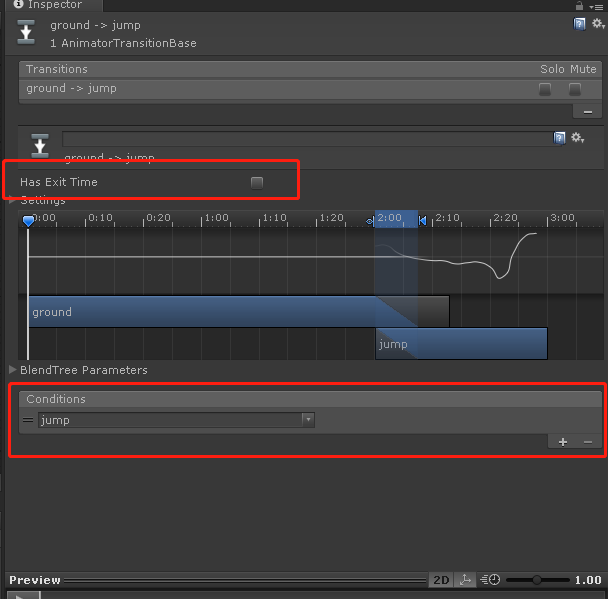 Inspector
ground -> jump
1 AnimatorTransitionBase
Transitions Solo Mute
ground -> jump
ground -> jump
Has Exit Time
Settings
0:00 0:10 0:20 1:00 1:10 1:20 2:00 2:10 2:20 3:00
ground
jump
BlendTree Parameters
Conditions
jump
Preview 2D 1.00